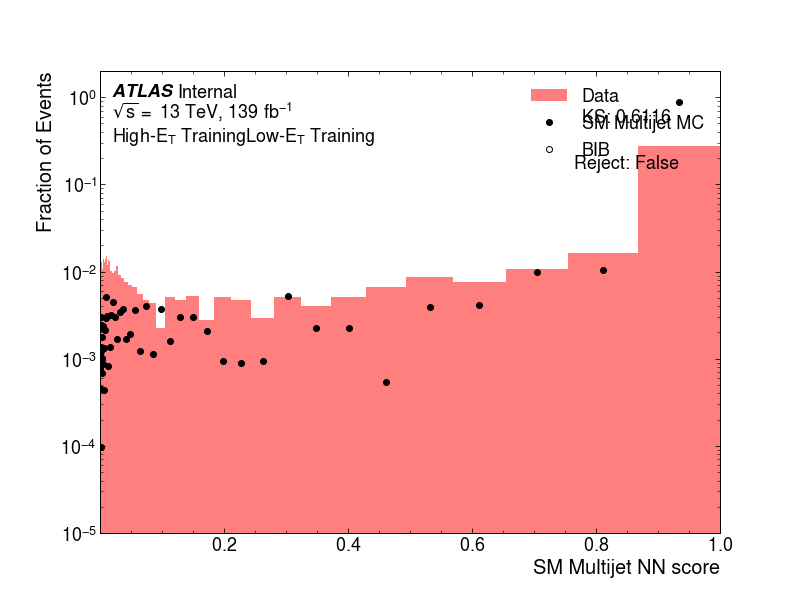 ATLAS Internal
√s = 13 TeV, 139 fb⁻¹
High-E_T TrainingLow-E_T Training
Data
KS: 0.6116
SM Multijet MC
BIB
Reject: False
Fraction of Events
10⁰
10⁻¹
10⁻²
10⁻³
10⁻⁴
10⁻⁵
0.2 0.4 0.6 0.8 1.0
SM Multijet NN score